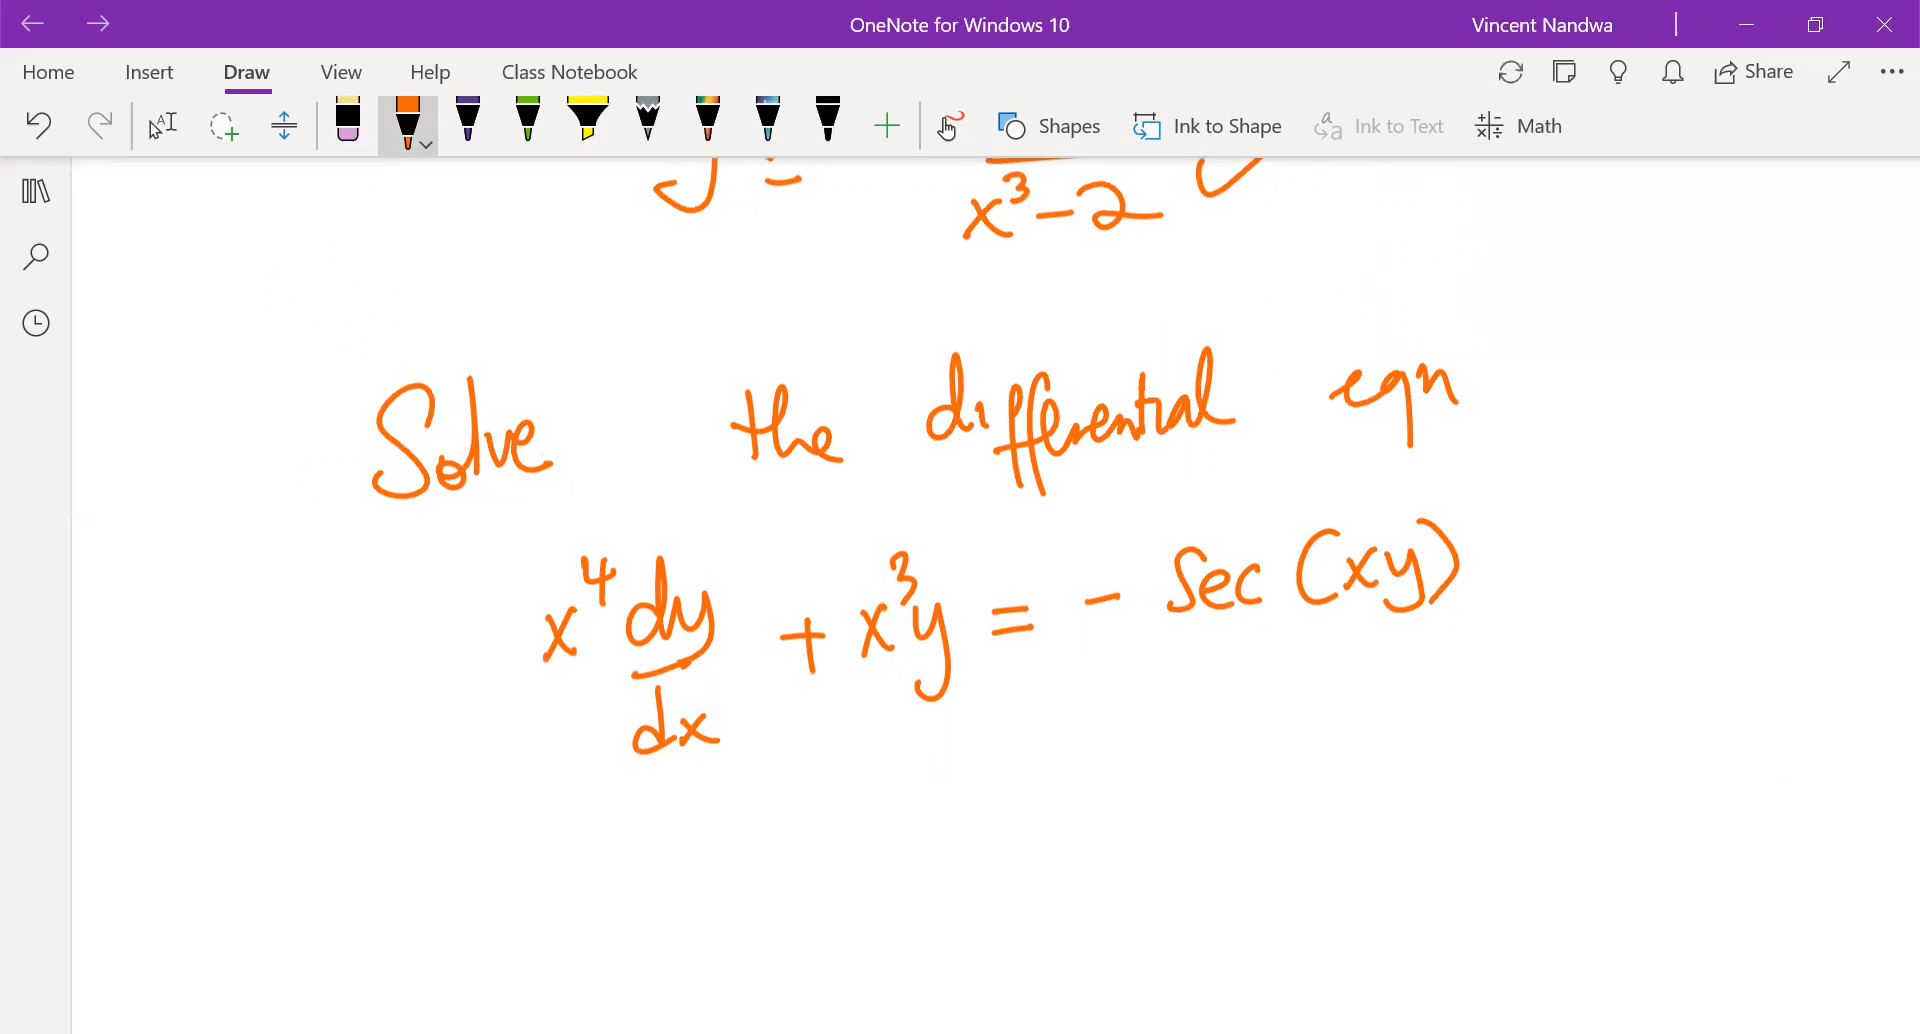 OneNote for Windows 10
Vincent Nandwa
Home Insert Draw View Help Class Notebook Share
Shapes Ink to Shape Ink to Text Math
x³-2
Solve the differential eqn
x⁴ dy/dx + x³y = - Sec (xy)